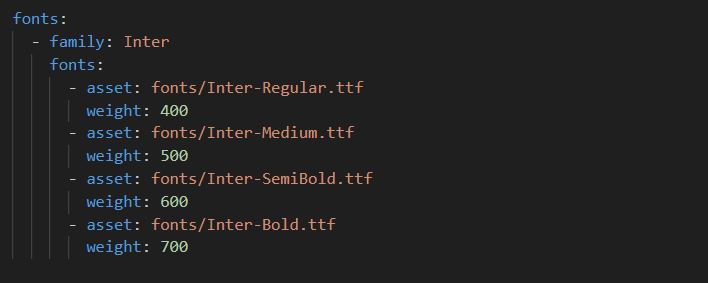 fonts:
- family: Inter
fonts:
- asset: fonts/Inter-Regular.ttf
weight: 400
- asset: fonts/Inter-Medium.ttf
weight: 500
- asset: fonts/Inter-SemiBold.ttf
weight: 600
- asset: fonts/Inter-Bold.ttf
weight: 700